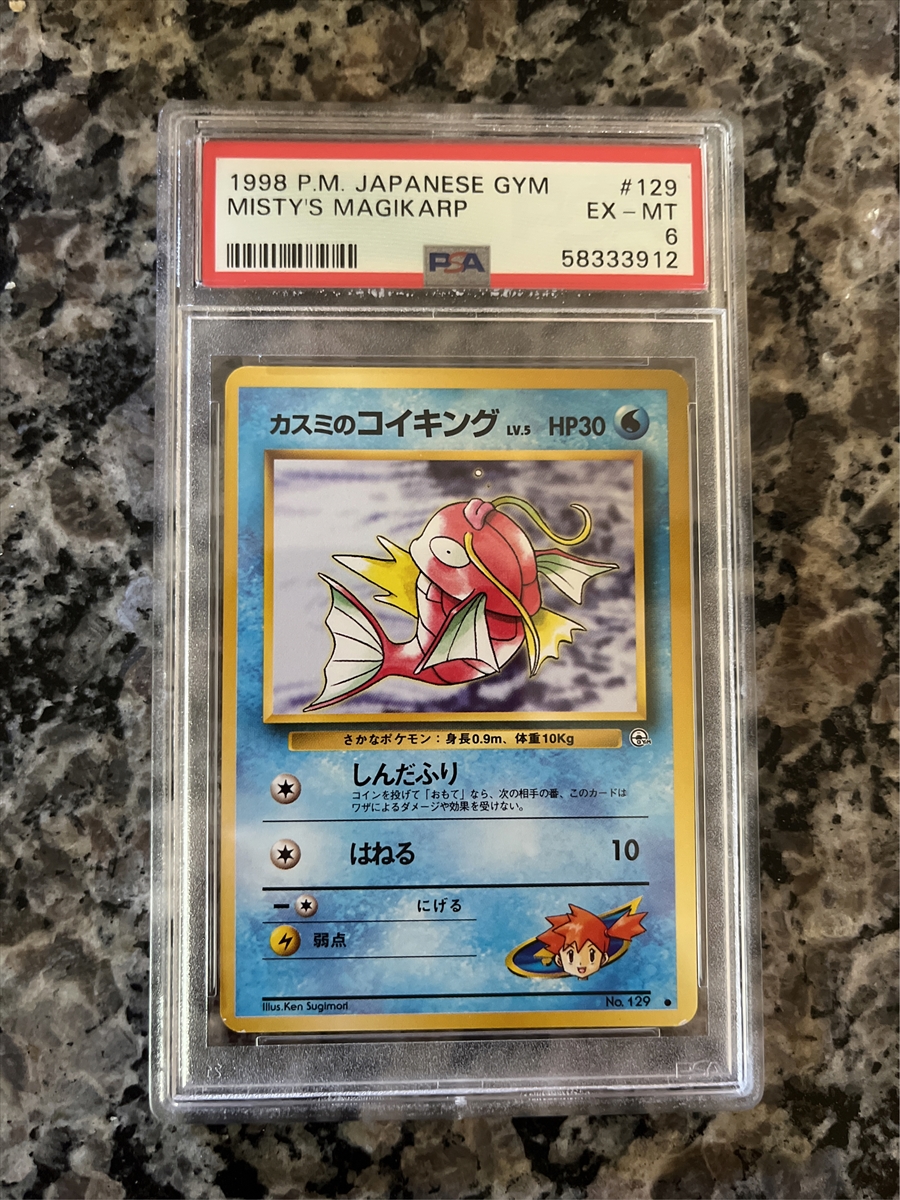 1998 P.M. JAPANESE GYM #129
MISTY'S MAGIKARP EX - MT
6
PSA 58333912
カスミのコイキング LV.5 HP30
さかなポケモン：身長0.9m、体重10Kg
しんだふり
コインを投げて「おもて」なら、次の相手の番、このカードは
ワザによるダメージや効果を受けない。
はねる 10
にげる
弱点
Illus.Ken Sugimori No. 129